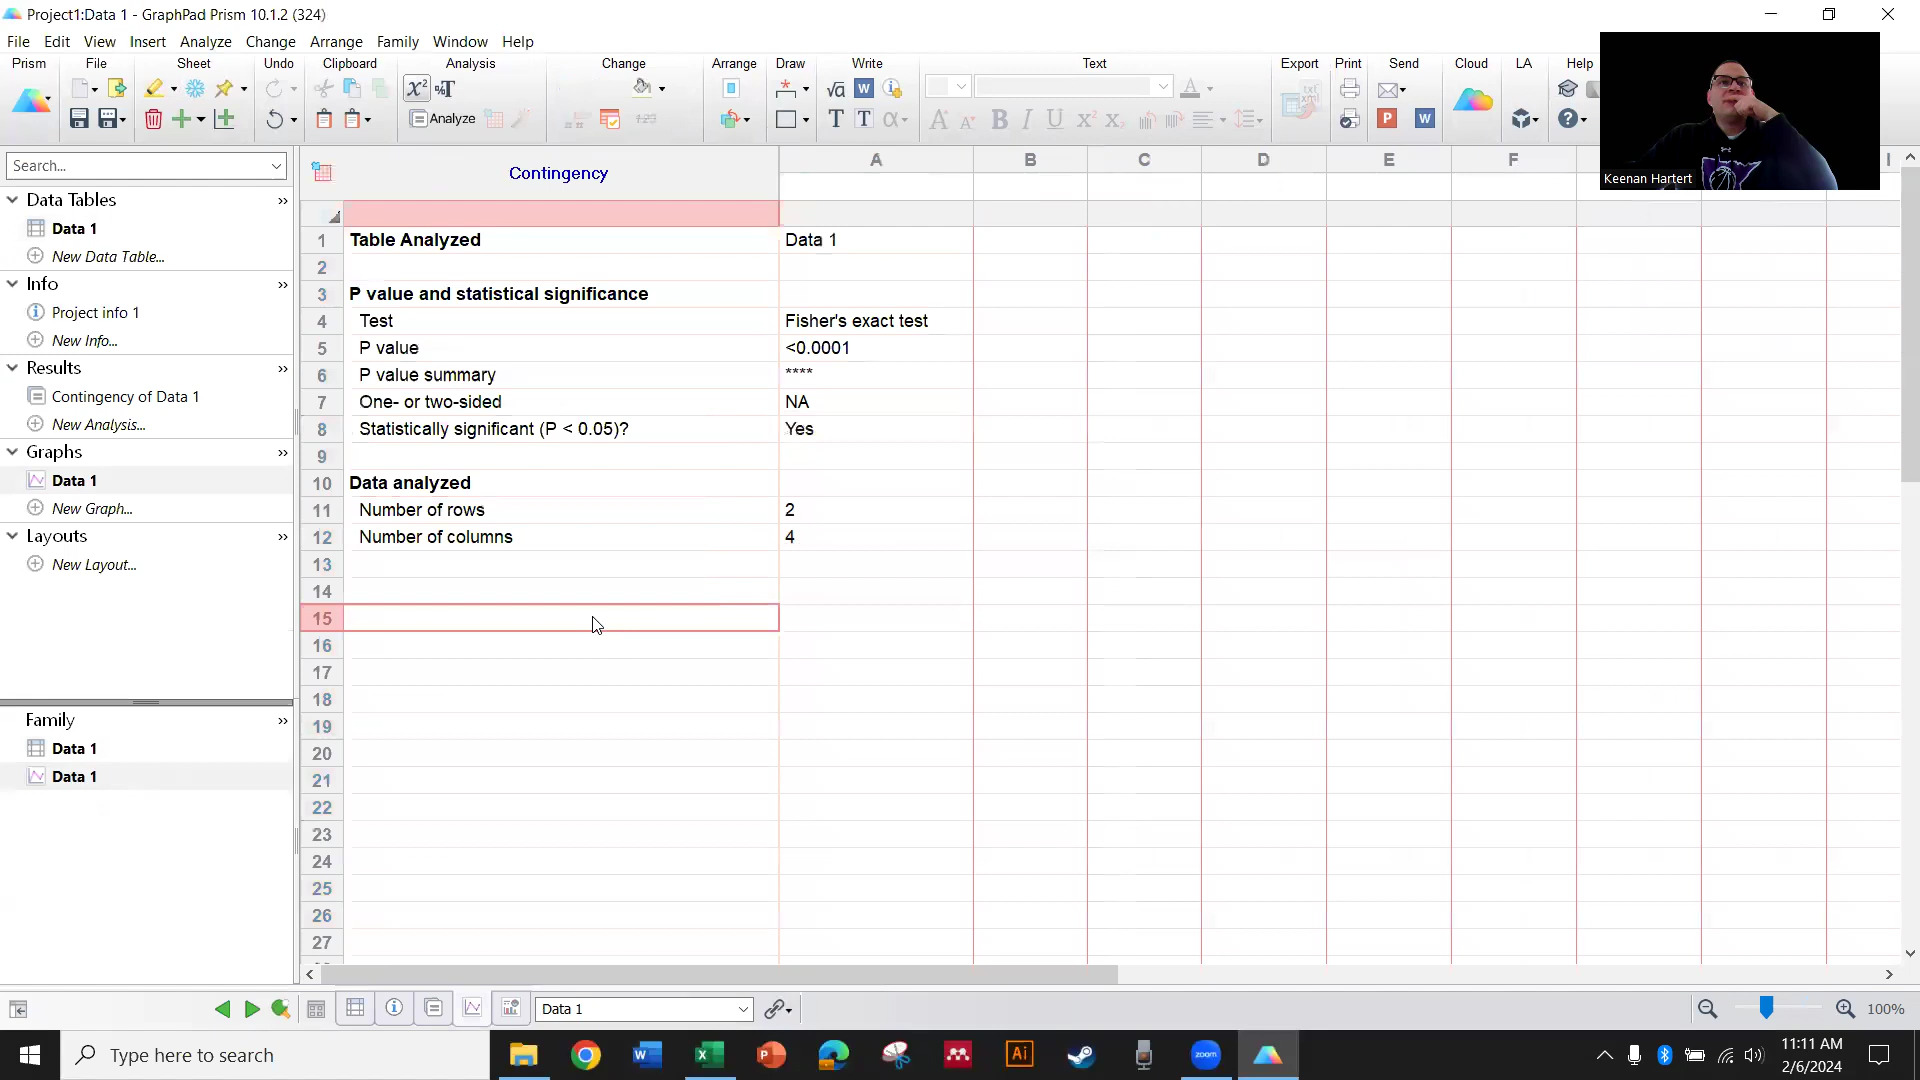 Project1:Data 1 - GraphPad Prism 10.1.2 (324)
File Edit View Insert Analyze Change Arrange Family Window Help
Prism File Sheet Undo Clipboard Analysis Change Arrange Draw Write Text Export Print Send Cloud LA Help
Analyze
Keenan Hartert
Search...
Data Tables
Data 1
New Data Table...
Info
Project info 1
New Info...
Results
Contingency of Data 1
New Analysis...
Graphs
Data 1
New Graph...
Layouts
New Layout...
Family
Data 1
Data 1
Contingency
A B C D E F I
1 Table Analyzed Data 1
2
3 P value and statistical significance
4 Test Fisher's exact test
5 P value <0.0001
6 P value summary ****
7 One- or two-sided NA
8 Statistically significant (P < 0.05)? Yes
9
10 Data analyzed
11 Number of rows 2
12 Number of columns 4
13
14
15
16
17
18
19
20
21
22
23
24
25
26
27
Data 1
100%
Type here to search
zoom
11:11 AM
2/6/2024